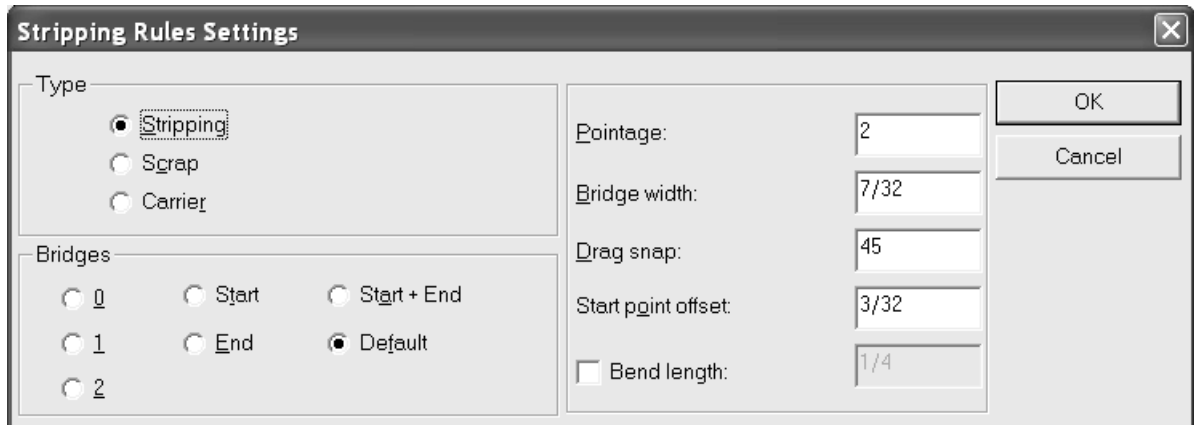 Stripping Rules Settings
Type
Stripping
Scrap
Carrier
Bridges
0
Start
Start + End
1
End
Default
2
Pointage:
2
Bridge width:
7/32
Drag snap:
45
Start point offset:
3/32
Bend length:
1/4
OK
Cancel